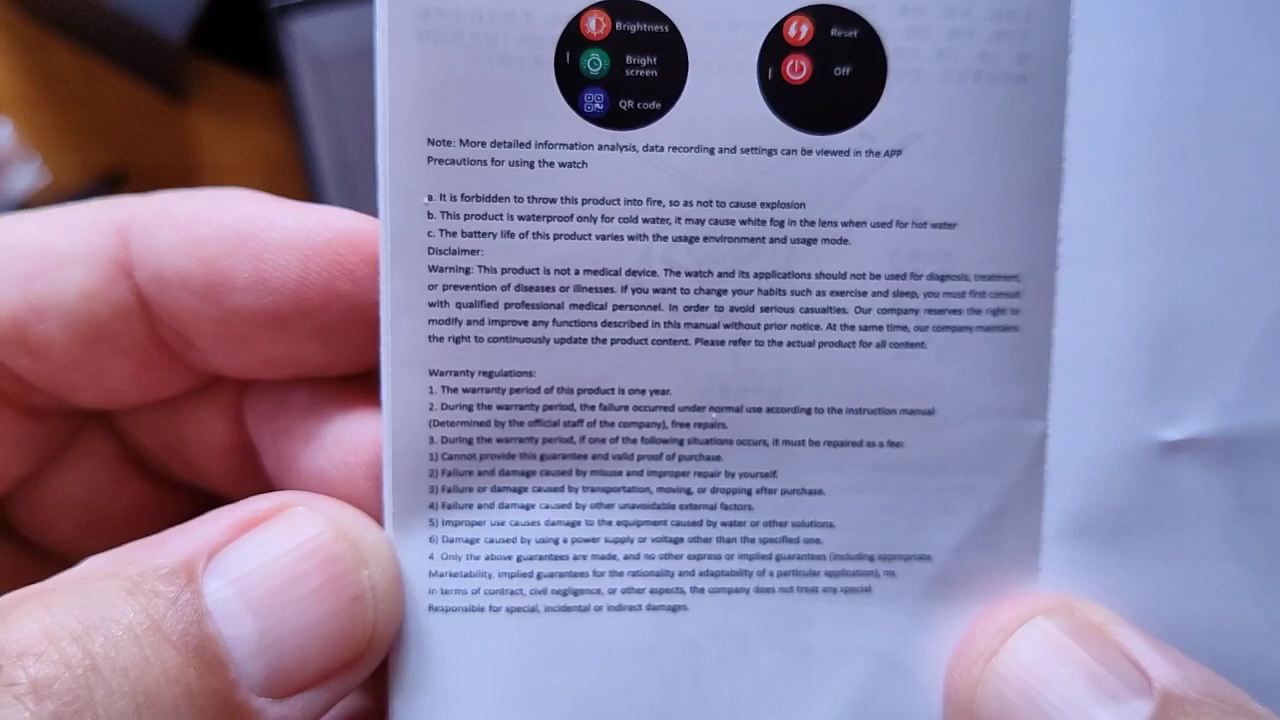 Brightness
Bright
screen
QR code
Reset
Off
Note: More detailed information analysis, data recording and settings can be viewed in the APP
Precautions for using the watch
a. It is forbidden to throw this product into fire, so as not to cause explosion
b. This product is waterproof only for cold water, it may cause white fog in the lens when used for hot water
c. The battery life of this product varies with the usage environment and usage mode.
Disclaimer:
Warning: This product is not a medical device. The watch and its applications should not be used for diagnosis, treatment,
or prevention of diseases or illnesses. If you want to change your habits such as exercise and sleep, you must first consult
with qualified professional medical personnel. In order to avoid serious casualties. Our company reserves the right to
modify and improve any functions described in this manual without prior notice. At the same time, our company maintains
the right to continuously update the product content. Please refer to the actual product for all content.
Warranty regulations:
1. The warranty period of this product is one year.
2. During the warranty period, the failure occurred under normal use according to the instruction manual
(Determined by the official staff of the company), free repairs.
3. During the warranty period, if one of the following situations occurs, it must be repaired as a fee:
1) Cannot provide this guarantee and valid proof of purchase.
2) Failure and damage caused by misuse and improper repair by yourself.
3) Failure or damage caused by transportation, moving, or dropping after purchase.
4) Failure and damage caused by other unavoidable external factors.
5) Improper use causes damage to the equipment caused by water or other solutions.
6) Damage caused by using a power supply or voltage other than the specified one.
4 Only the above guarantees are made, and no other express or implied guarantees (including appropriate
Marketability, implied guarantees for the rationality and adaptability of a particular application), no.
in terms of contract, civil negligence, or other aspects, the company does not treat any special
Responsible for special, incidental or indirect damages.